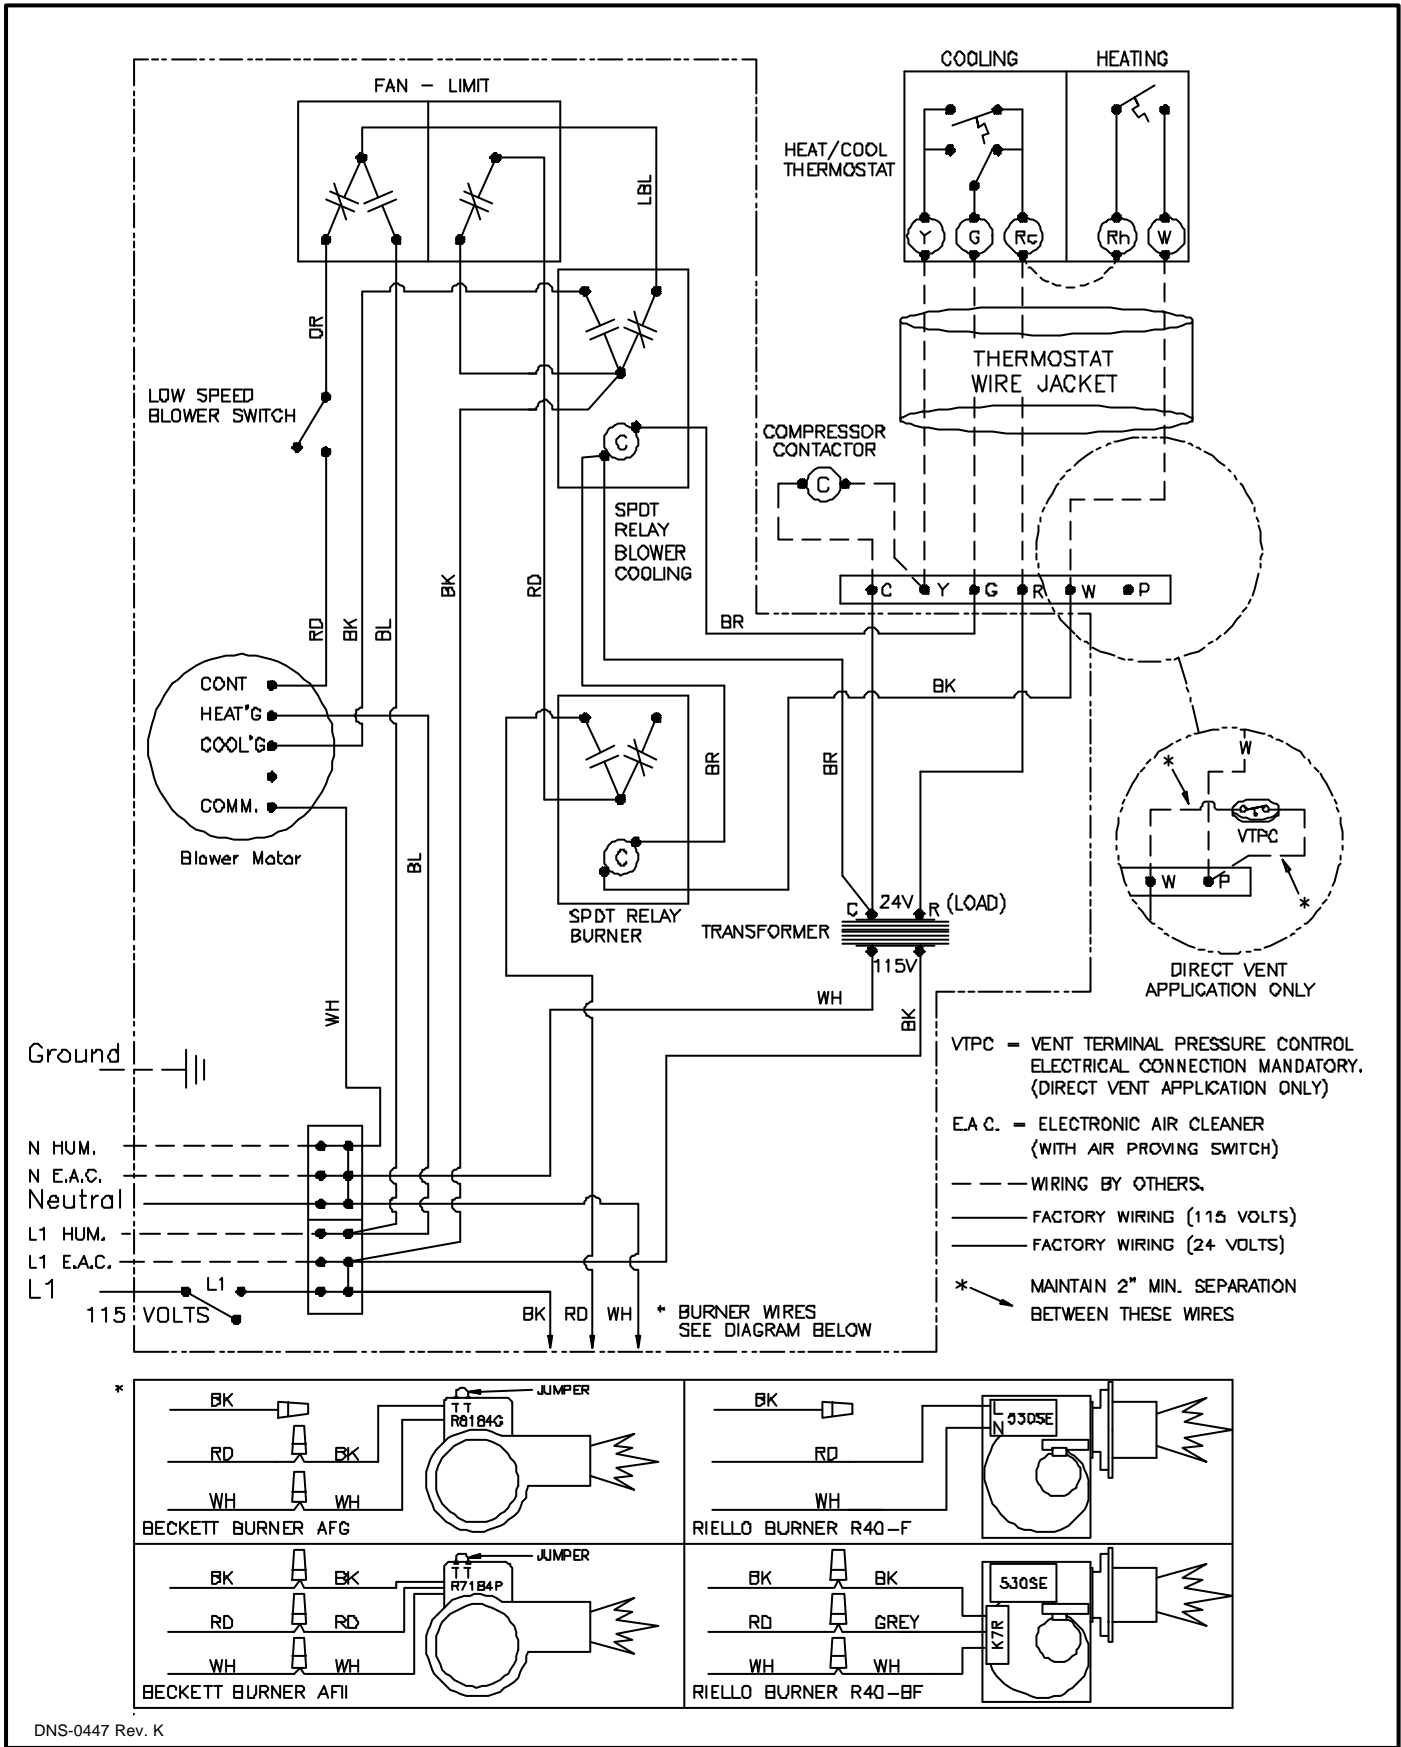 COOLING
HEATING
FAN - LIMIT
HEAT/COOL
THERMOSTAT
LBL
Y
G
Rc
Rh
W
OR
THERMOSTAT
WIRE JACKET
LOW SPEED
BLOWER SWITCH
COMPRESSOR
CONTACTOR
C
C
SPDT
RELAY
BLOWER
COOLING
BK
RD
C
Y
G
R
W
P
RD
BK
BL
BR
CONT
HEAT'G
COOL'G
COMM.
Blower Motor
BK
BR
BR
W
*
VTPC
W
P
*
BL
C
C
24V
R
(LOAD)
SPDT RELAY
BURNER
TRANSFORMER
115V
DIRECT VENT
APPLICATION ONLY
WH
WH
BK
Ground
VTPC = VENT TERMINAL PRESSURE CONTROL
ELECTRICAL CONNECTION MANDATORY.
(DIRECT VENT APPLICATION ONLY)
E.A.C. = ELECTRONIC AIR CLEANER
(WITH AIR PROVING SWITCH)
N HUM.
N E.A.C.
Neutral
L1 HUM.
L1 E.A.C.
L1
L1
115 VOLTS
WIRING BY OTHERS.
FACTORY WIRING (115 VOLTS)
FACTORY WIRING (24 VOLTS)
* MAINTAIN 2" MIN. SEPARATION
BETWEEN THESE WIRES
BK
RD
WH
* BURNER WIRES
SEE DIAGRAM BELOW
*
BK
JUMPER
T T
R8184G
RD
BK
WH
WH
BECKETT BURNER AFG
BK
L
N
530SE
RD
WH
RIELLO BURNER R40-F
JUMPER
T T
R7184P
BK
BK
RD
RD
WH
WH
BECKETT BURNER AFII
530SE
K7R
BK
BK
RD
GREY
WH
WH
RIELLO BURNER R40-BF
DNS-0447 Rev. K